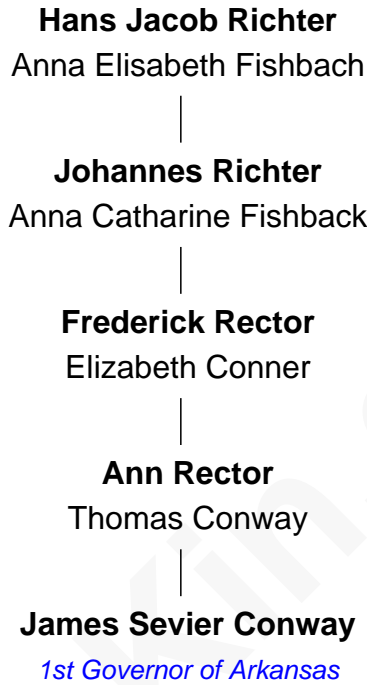 Hans Jacob Richter
Anna Elisabeth Fishbach
Johannes Richter
Anna Catharine Fishback
Frederick Rector
Elizabeth Conner
Ann Rector
Thomas Conway
James Sevier Conway
1st Governor of Arkansas